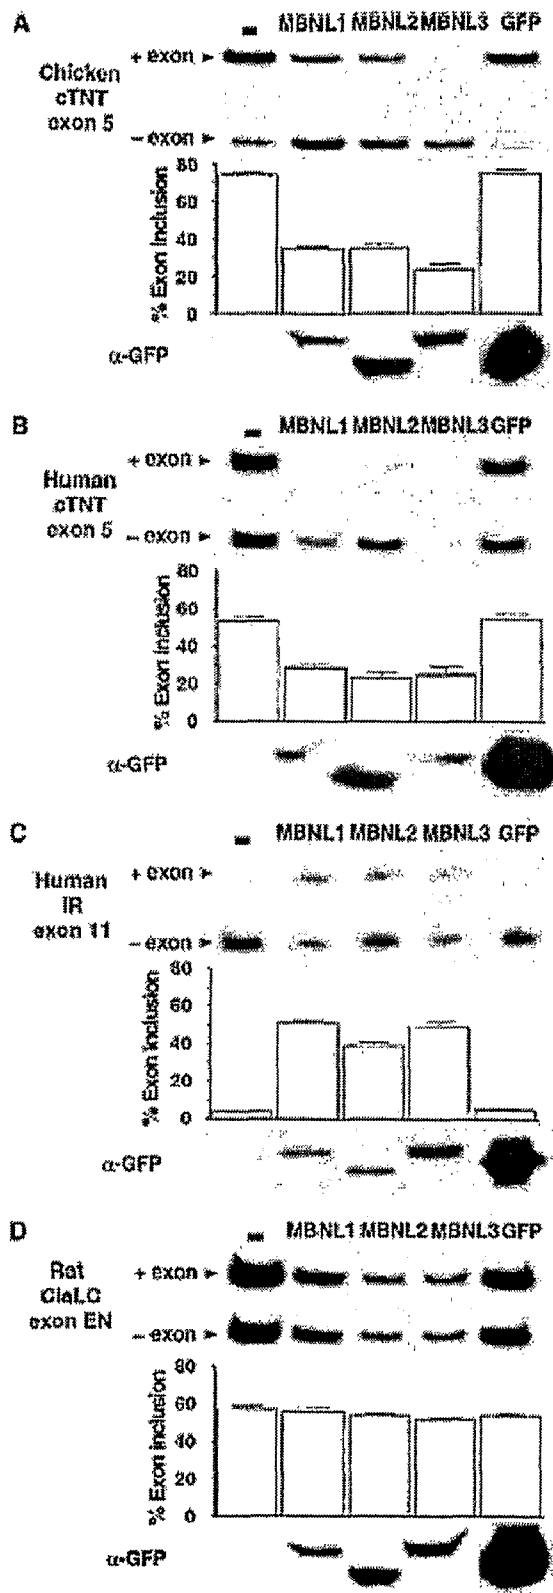 A
– MBNL1 MBNL2 MBNL3 GFP
+ exon
Chicken
cTNT
exon 5
– exon
80
60
40
20
0
% Exon Inclusion
α-GFP
B
– MBNL1 MBNL2 MBNL3 GFP
+ exon
Human
cTNT
exon 5
– exon
80
60
40
20
0
% Exon inclusion
α-GFP
C
– MBNL1 MBNL2 MBNL3 GFP
+ exon
Human
IR
exon 11
– exon
80
60
40
20
0
% Exon inclusion
α-GFP
D
– MBNL1 MBNL2 MBNL3 GFP
+ exon
Rat
ClaLC
exon EN
– exon
80
60
40
20
0
% Exon inclusion
α-GFP